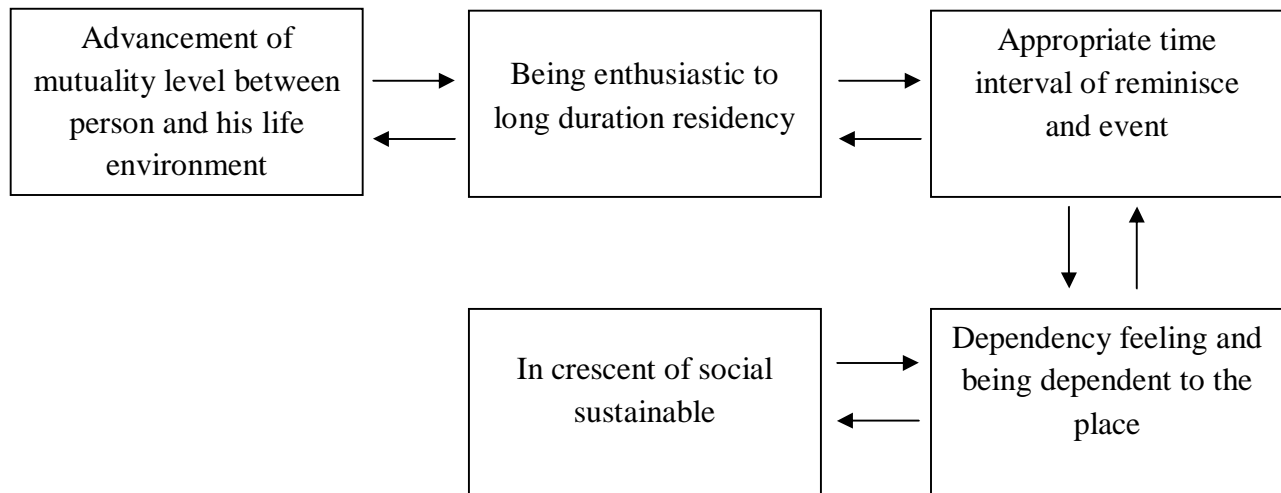 Advancement of
mutuality level between
person and his life
environment
Being enthusiastic to
long duration residency
Appropriate time
interval of reminisce
and event
In crescent of social
sustainable
Dependency feeling and
being dependent to the
place